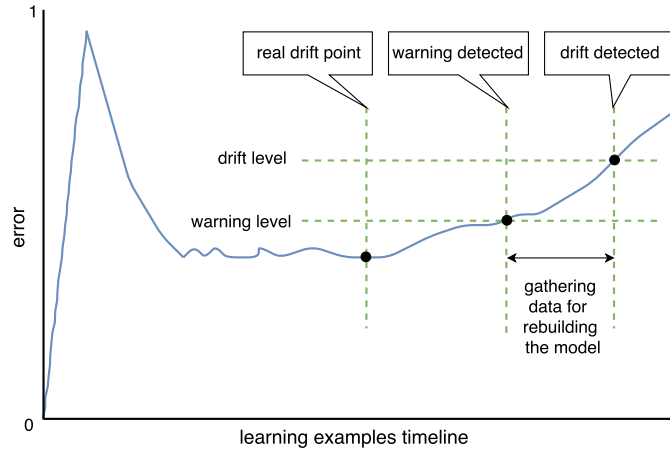 1
real drift point
warning detected
drift detected
drift level
warning level
error
gathering
data for
rebuilding
the model
0
learning examples timeline